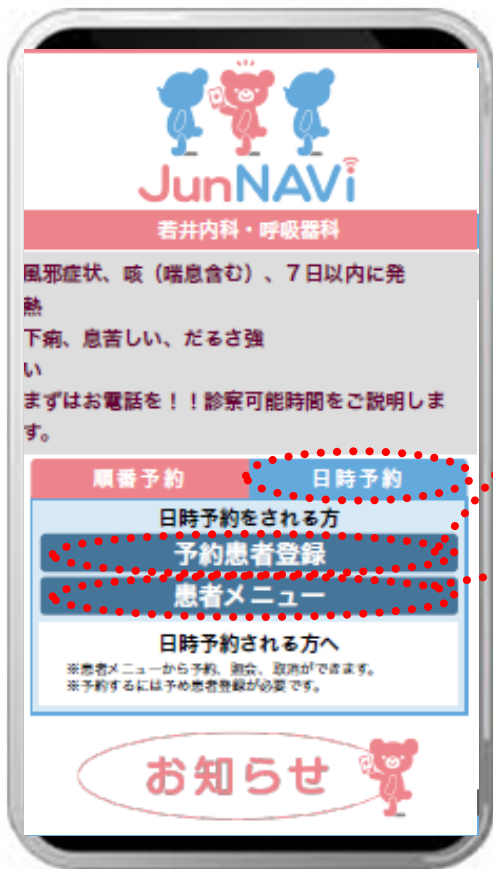 JunNAVi
若井内科・呼吸器科
風邪症状、咳（喘息含む）、７日以内に発
熱
下痢、息苦しい、だるさ強
い
まずはお電話を！！診察可能時間をご説明しま
す。
順番予約 日時予約
日時予約をされる方
予約患者登録
患者メニュー
日時予約される方へ
※患者メニューから予約、照会、取消ができます。
※予約するには予め患者登録が必要です。
お知らせ